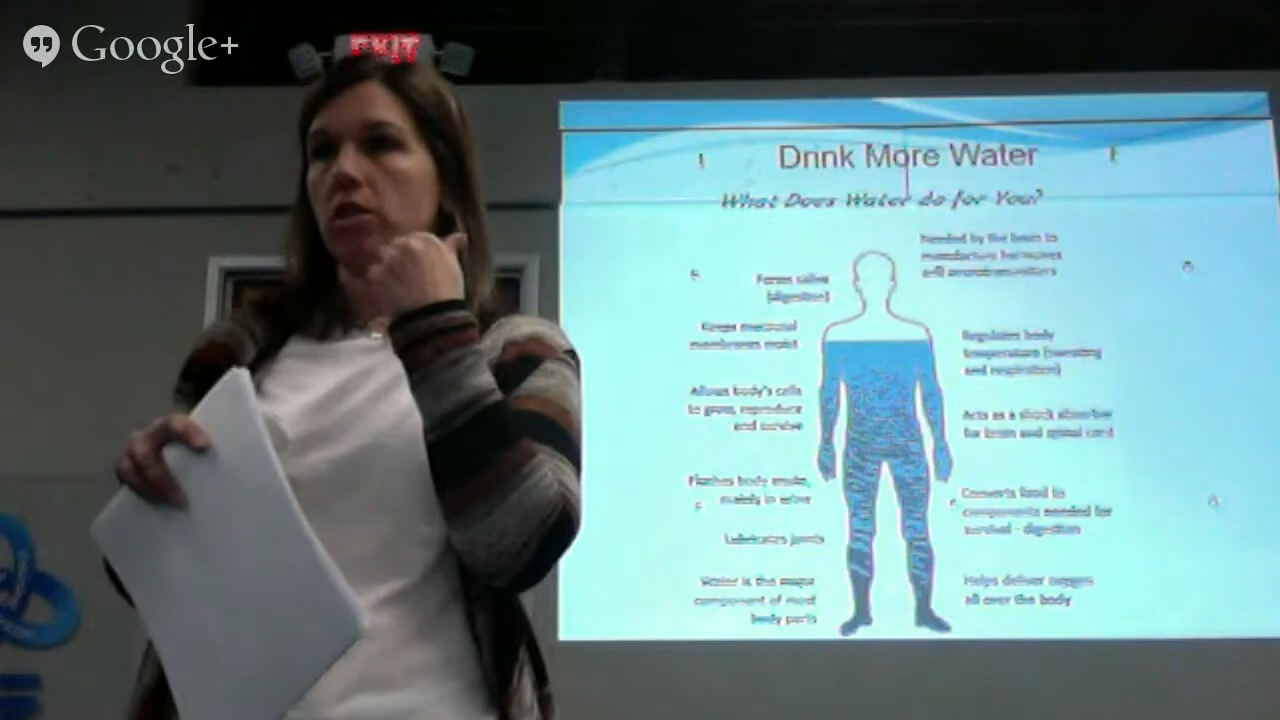 Google+
EXIT
Drink More Water
What Does Water do for You?
Needed by the brain to
manufacture hormones
and neurotransmitters
Forms saliva
(digestion)
Keeps mucosal
membranes moist
Regulates body
temperature (sweating
and respiration)
Allows body's cells
to grow, reproduce
and survive
Acts as a shock absorber
for brain and spinal cord
Flushes body waste,
mainly in urine
Converts food to
components needed for
survival - digestion
Lubricates joints
Water is the major
component of most
body parts
Helps deliver oxygen
all over the body